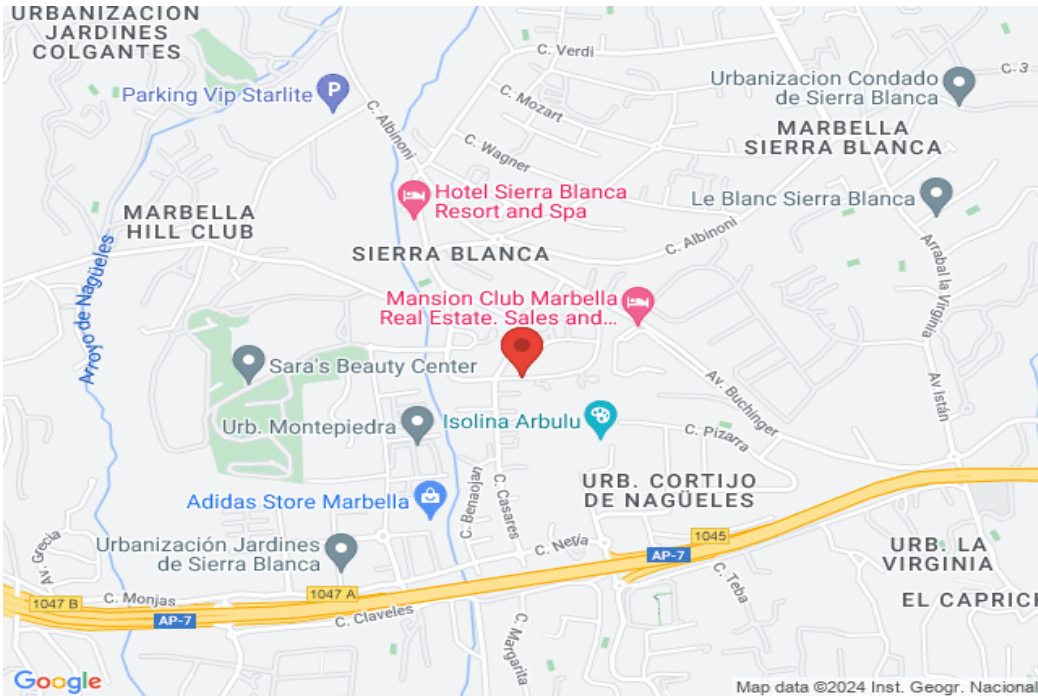 URBANIZACION
JARDINES
COLGANTES
C. Verdi
C. 3
Urbanizacion Condado
de Sierra Blanca
Parking Vip Starlite
P
C. Mozart
C. Albinoni
MARBELLA
SIERRA BLANCA
C. Wagner
Hotel Sierra Blanca
Resort and Spa
Le Blanc Sierra Blanca
MARBELLA
HILL CLUB
C. Albinoni
SIERRA BLANCA
Arroyo de Nagüeles
Arrabal la Virginia
Mansion Club Marbella
Real Estate. Sales and...
Sara's Beauty Center
Av. Buchinger
Av Istán
Urb. Montepiedra
Isolina Arbulu
C. Pizarra
URB. CORTIJO
DE NAGÜELES
C. Benaojan
C. Casares
Adidas Store Marbella
Av. Grecia
Urbanización Jardines
de Sierra Blanca
C. Nerja
1045
AP-7
URB. LA
VIRGINIA
C. Teba
1047 A
1047 B
C. Monjas
EL CAPRICH
AP-7
C. Claveles
C. Margarita
Google
Map data ©2024 Inst. Geogr. Nacional